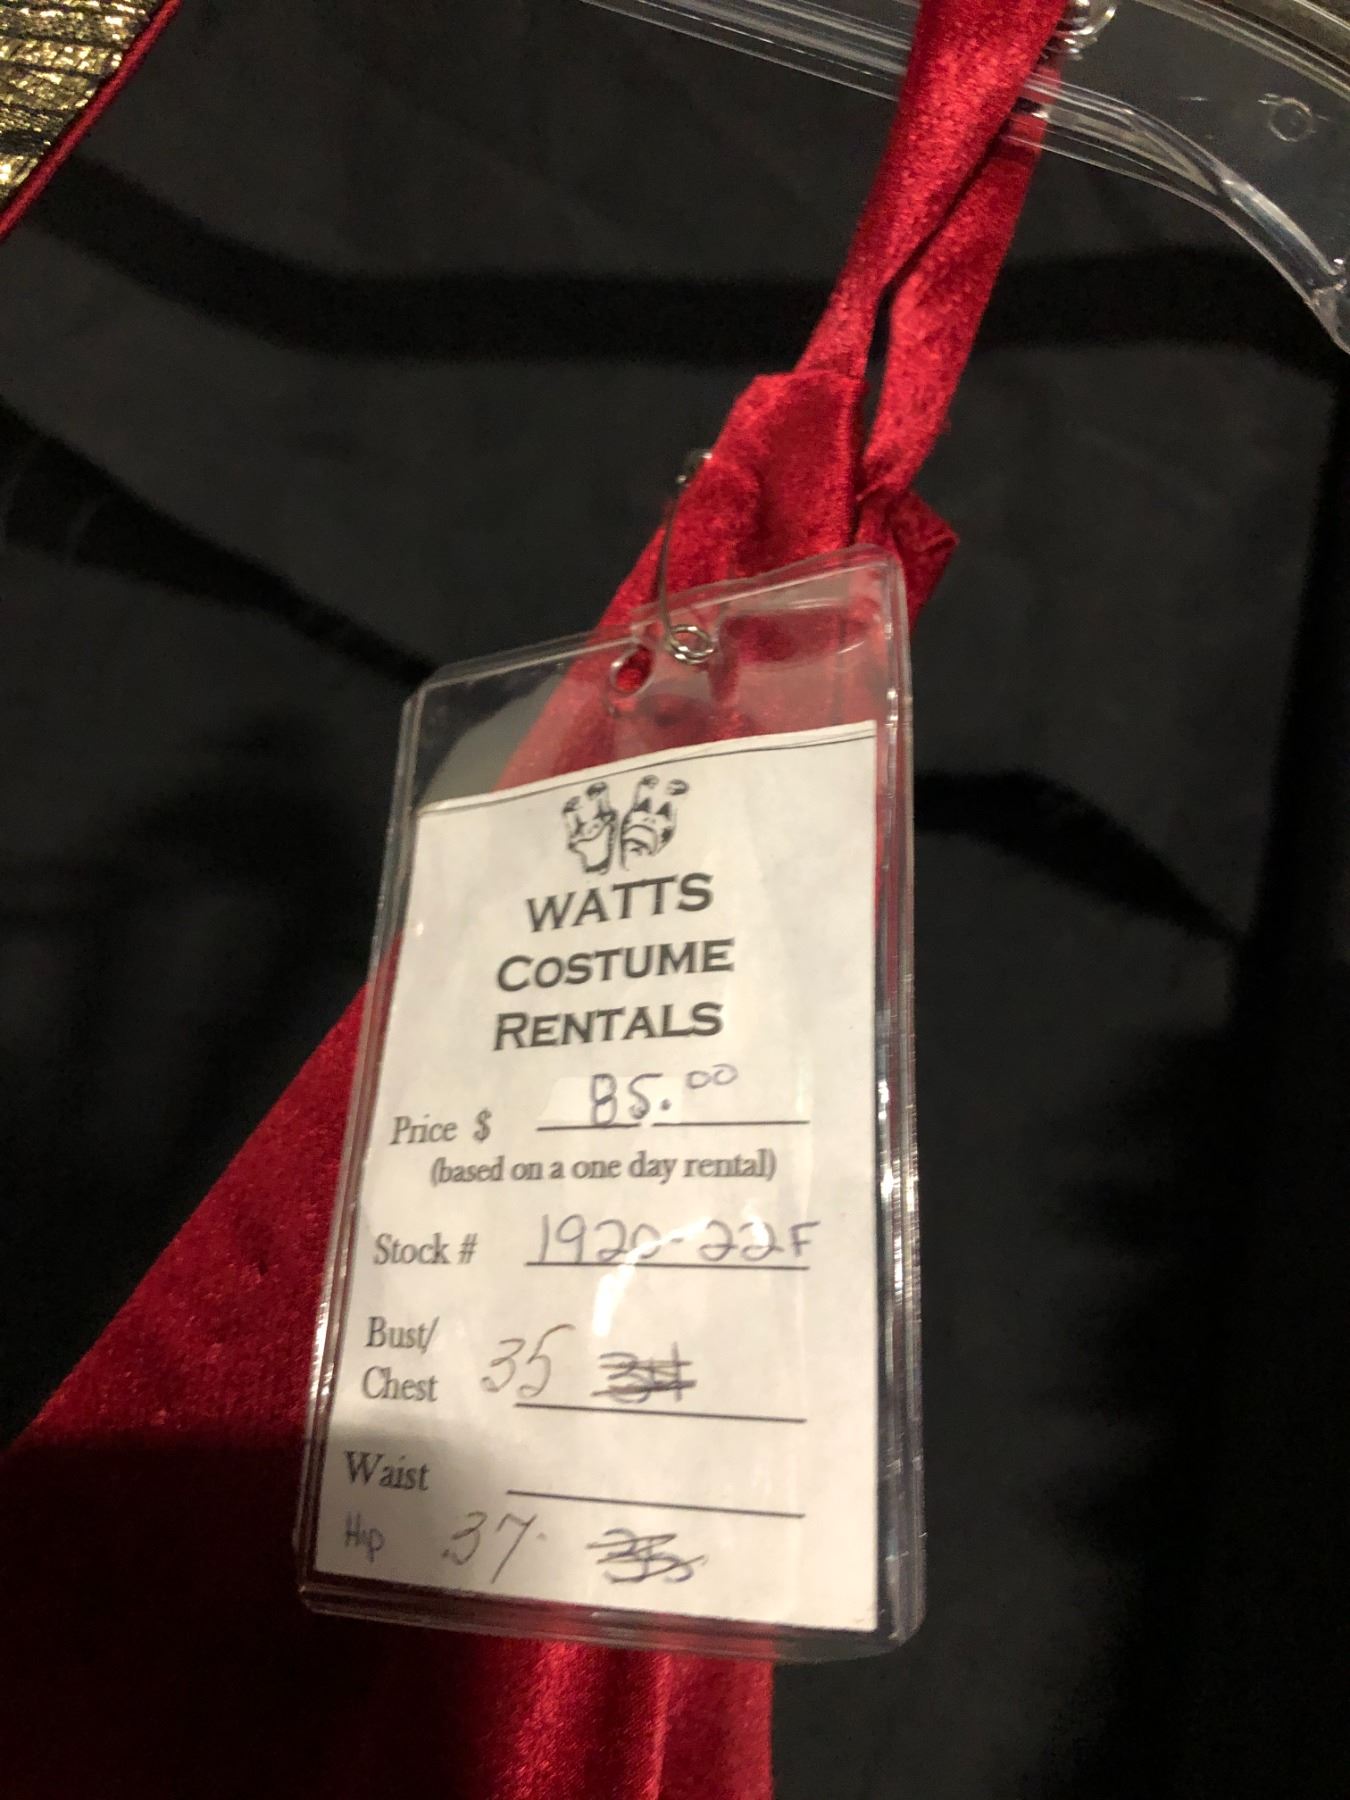 WATTS
COSTUME
RENTALS
Price $ 85.00
(based on a one day rental)
Stock # 1920-22F
Bust/
Chest 35 34
Waist
Hip 37